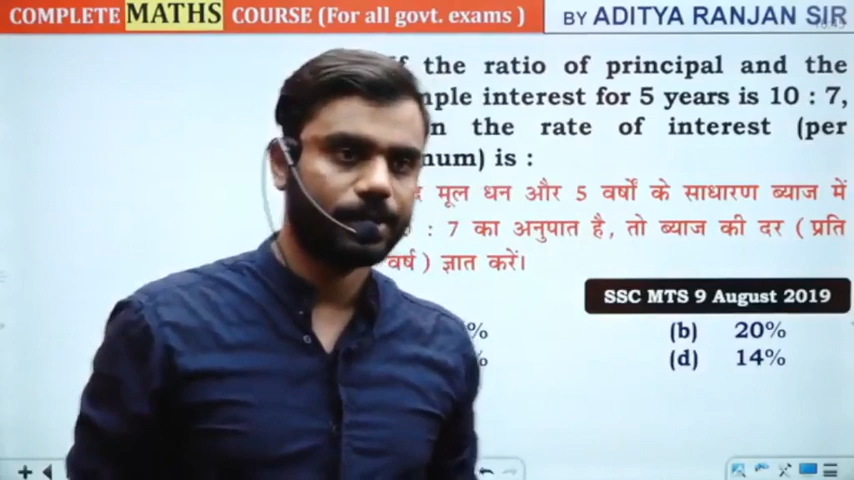 COMPLETE MATHS COURSE (For all govt. exams )
BY ADITYA RANJAN SIR
the ratio of principal and the
interest for 5 years is 10 : 7,
the rate of interest (per
is :
मूल धन और 5 वर्षों के साधारण ब्याज में
: 7 का अनुपात है, तो ब्याज की दर ( प्रति
वर्ष ) ज्ञात करें।
SSC MTS 9 August 2019
% (b) 20%
% (d) 14%